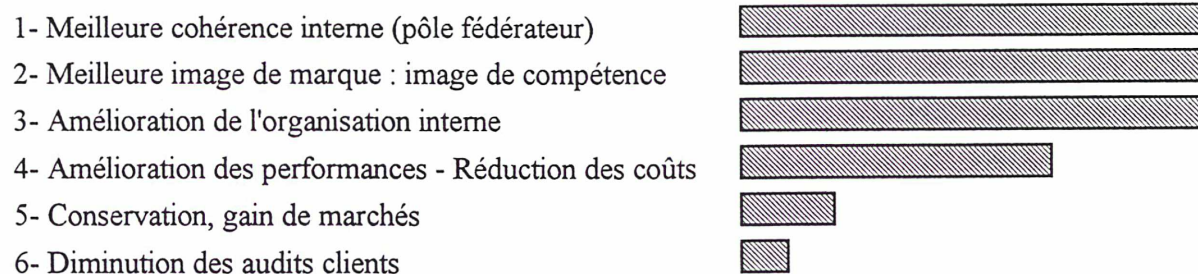 1- Meilleure cohérence interne (pôle fédérateur)
2- Meilleure image de marque : image de compétence
3- Amélioration de l'organisation interne
4- Amélioration des performances - Réduction des coûts
5- Conservation, gain de marchés
6- Diminution des audits clients